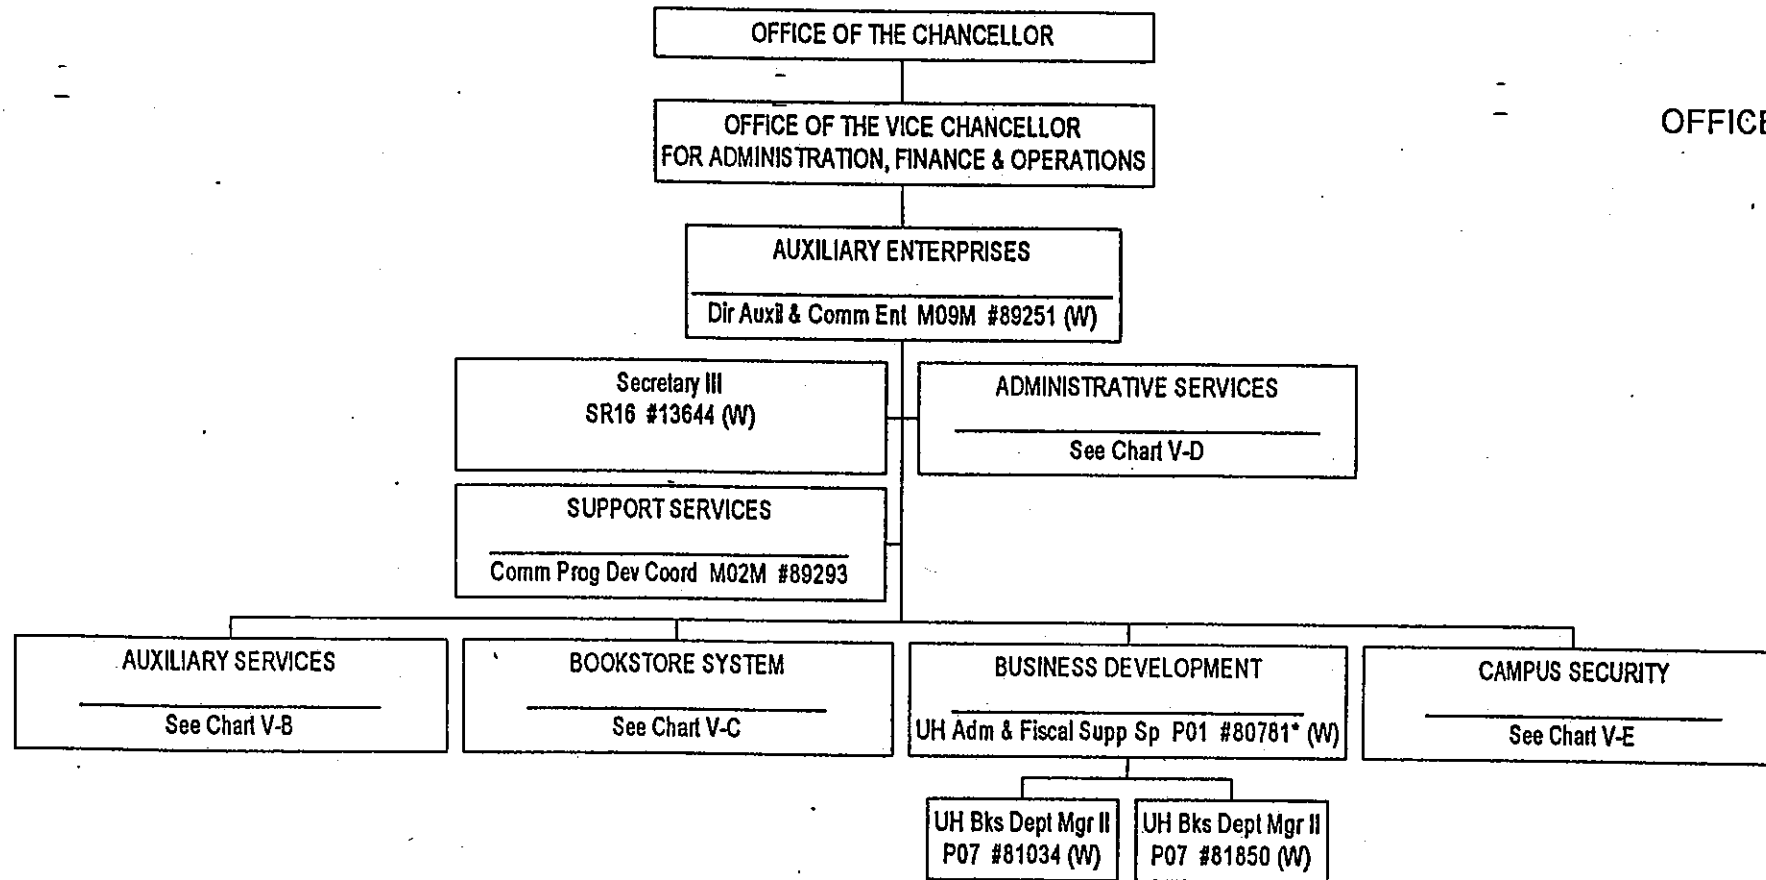 OFFICE OF THE CHANCELLOR
OFFICE OF THE VICE CHANCELLOR
FOR ADMINISTRATION, FINANCE & OPERATIONS
OFFICE
AUXILIARY ENTERPRISES
Dir Auxil & Comm Ent M09M #89251 (W)
Secretary III
SR16 #13644 (W)
ADMINISTRATIVE SERVICES
See Chart V-D
SUPPORT SERVICES
Comm Prog Dev Coord M02M #89293
AUXILIARY SERVICES
See Chart V-B
BOOKSTORE SYSTEM
See Chart V-C
BUSINESS DEVELOPMENT
UH Adm & Fiscal Supp Sp P01 #80781* (W)
CAMPUS SECURITY
See Chart V-E
UH Bks Dept Mgr II
P07 #81034 (W)
UH Bks Dept Mgr II
P07 #81850 (W)